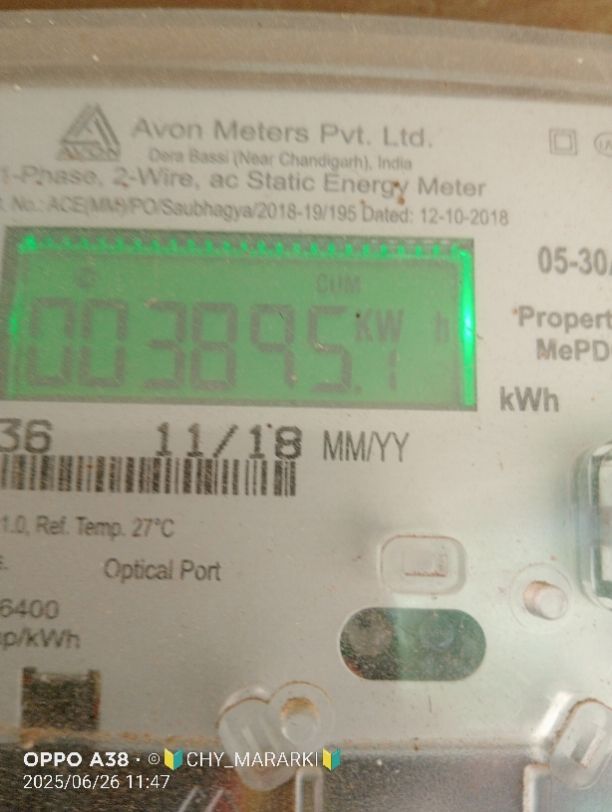 Avon Meters Pvt. Ltd.
AVON
Dera Bassi (Near Chandigarh), India
1-Phase, 2-Wire, ac Static Energy Meter
No.: ACE(MM)/PO/Saubhagya/2018-19/195 Dated: 12-10-2018
05-30
CUM
003895.1 KW h
Propert
MePD
kWh
36 11/18 MM/YY
1.0, Ref. Temp. 27°C
Optical Port
6400
p/kWh
OPPO A38 · © 🔰CHY_MARARKI🔰
2025/06/26 11:47